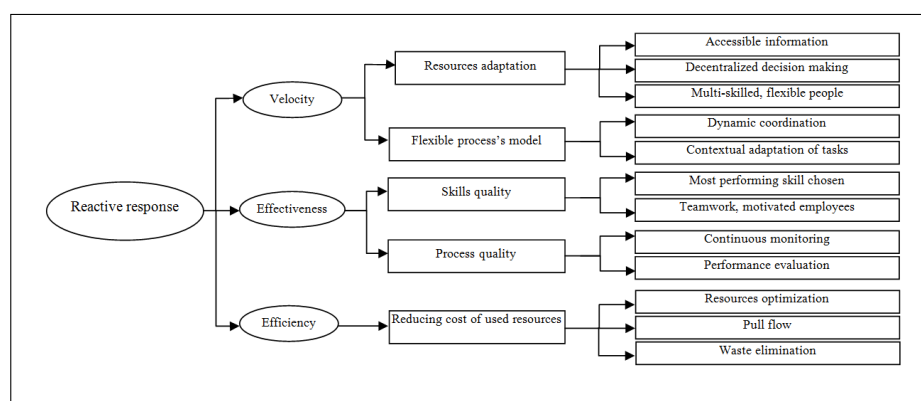 Accessible information
Resources adaptation
Decentralized decision making
Velocity
Multi-skilled, flexible people
Dynamic coordination
Flexible process's model
Contextual adaptation of tasks
Most performing skill chosen
Skills quality
Reactive response
Effectiveness
Teamwork, motivated employees
Continuous monitoring
Process quality
Performance evaluation
Resources optimization
Efficiency
Reducing cost of used resources
Pull flow
Waste elimination